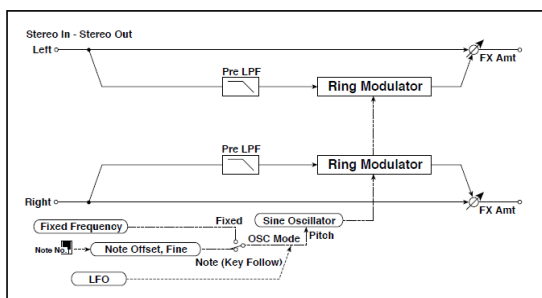 Stereo In - Stereo Out
Left
FX Amt
Pre LPF
Ring Modulator
Pre LPF
Ring Modulator
Right
FX Amt
Fixed Frequency
Fixed
Sine Oscillator
OSC Mode
Pitch
Note No.
Note Offset, Fine
Note (Key Follow)
LFO